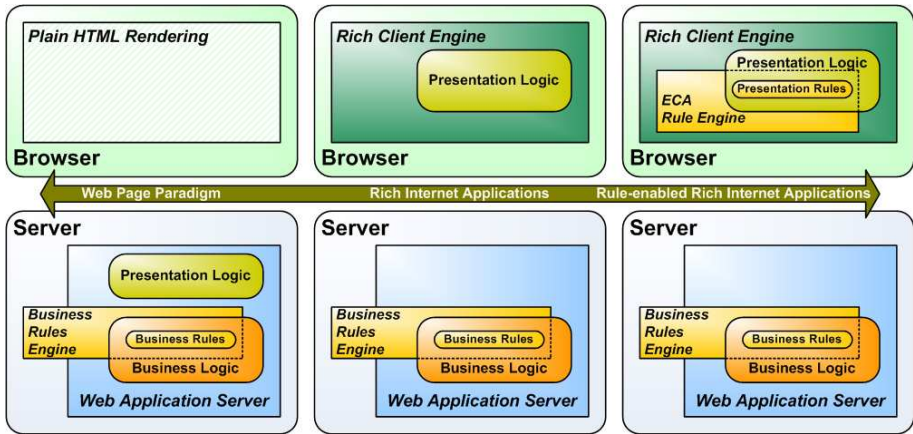 Plain HTML Rendering
Browser
Rich Client Engine
Presentation Logic
Browser
Rich Client Engine
Presentation Logic
Presentation Rules
ECA
Rule Engine
Browser
Web Page Paradigm
Rich Internet Applications
Rule-enabled Rich Internet Applications
Server
Presentation Logic
Business
Rules
Engine
Business Rules
Business Logic
Web Application Server
Server
Business
Rules
Engine
Business Rules
Business Logic
Web Application Server
Server
Business
Rules
Engine
Business Rules
Business Logic
Web Application Server